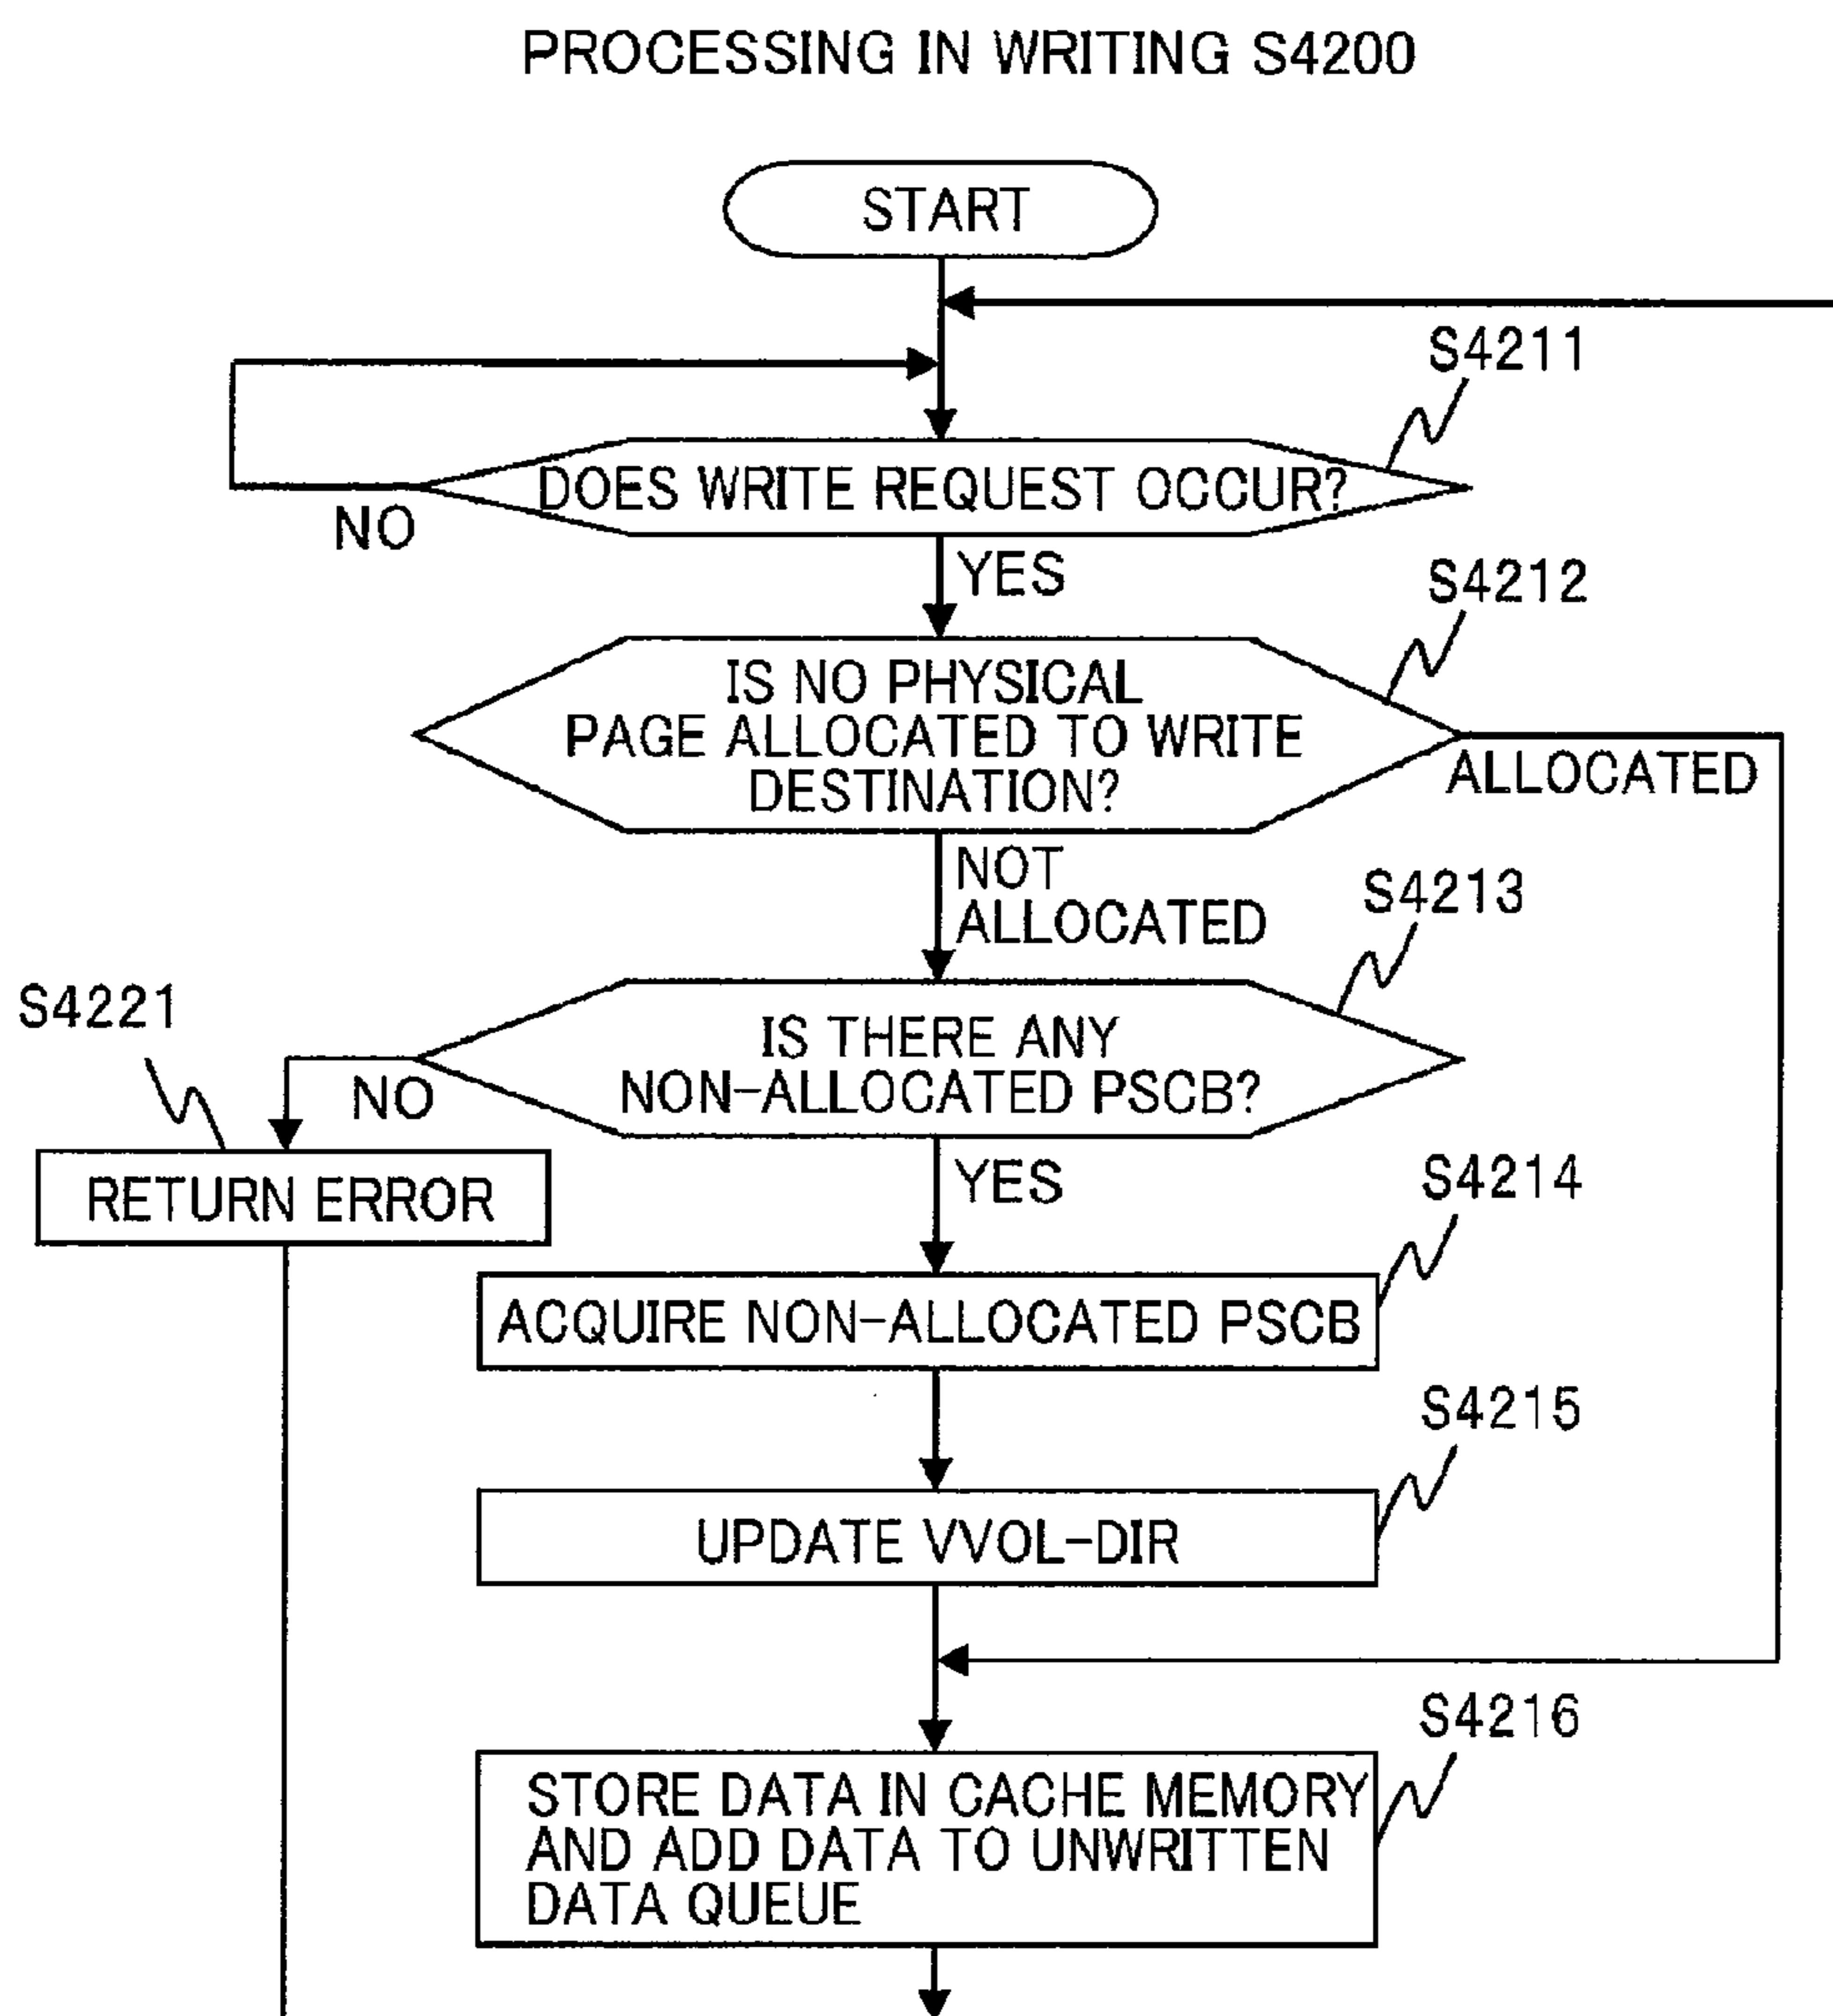 PROCESSING IN WRITING S4200
START
S4211
DOES WRITE REQUEST OCCUR?
NO
YES
S4212
IS NO PHYSICAL
PAGE ALLOCATED TO WRITE
DESTINATION?
ALLOCATED
NOT
ALLOCATED
S4213
S4221
IS THERE ANY
NON-ALLOCATED PSCB?
NO
YES
RETURN ERROR
S4214
ACQUIRE NON-ALLOCATED PSCB
S4215
UPDATE VVOL-DIR
S4216
STORE DATA IN CACHE MEMORY
AND ADD DATA TO UNWRITTEN
DATA QUEUE